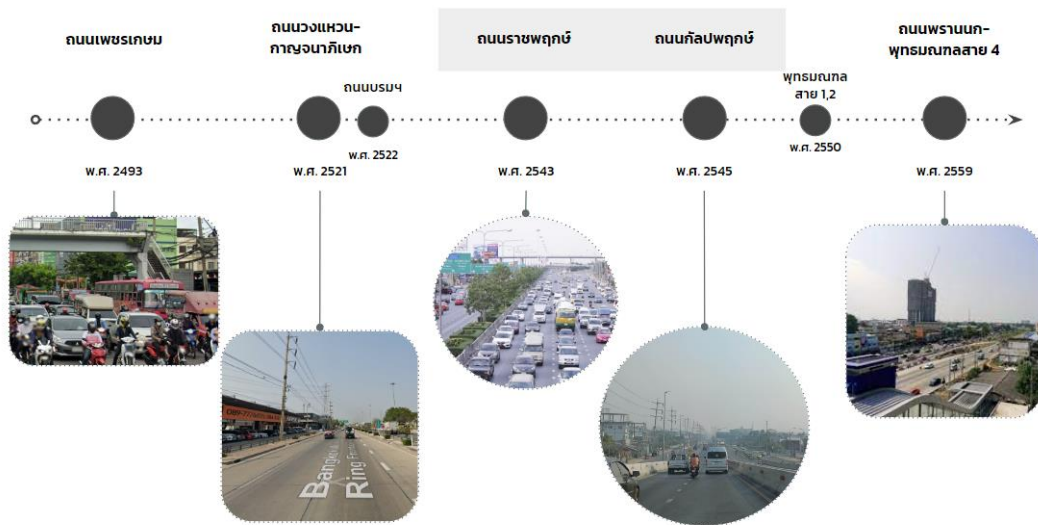 ถนนเพชรเกษม
ถนนวงแหวน-
กาญจนาภิเษก
ถนนบรมฯ
ถนนราชพฤกษ์
ถนนกัลปพฤกษ์
พุทธมณฑล
สาย 1,2
ถนนพรานนก-
พุทธมณฑลสาย 4
พ.ศ. 2493
พ.ศ. 2521
พ.ศ. 2522
พ.ศ. 2543
พ.ศ. 2545
พ.ศ. 2550
พ.ศ. 2559